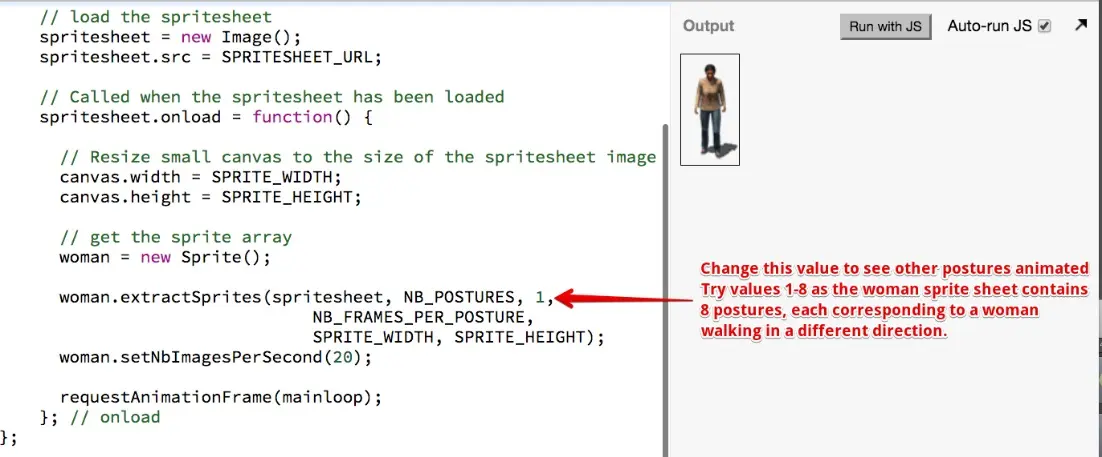 // load the spritesheet
spritesheet = new Image();
spritesheet.src = SPRITESHEET_URL;
// Called when the spritesheet has been loaded
spritesheet.onload = function() {
// Resize small canvas to the size of the spritesheet image
canvas.width = SPRITE_WIDTH;
canvas.height = SPRITE_HEIGHT;
// get the sprite array
woman = new Sprite();
woman.extractSprites(spritesheet, NB_POSTURES, 1,
NB_FRAMES_PER_POSTURE,
SPRITE_WIDTH, SPRITE_HEIGHT);
woman.setNbImagesPerSecond(20);
requestAnimationFrame(mainloop);
}; // onload
};
Output
Run with JS
Auto-run JS
Change this value to see other postures animated
Try values 1-8 as the woman sprite sheet contains
8 postures, each corresponding to a woman
walking in a different direction.